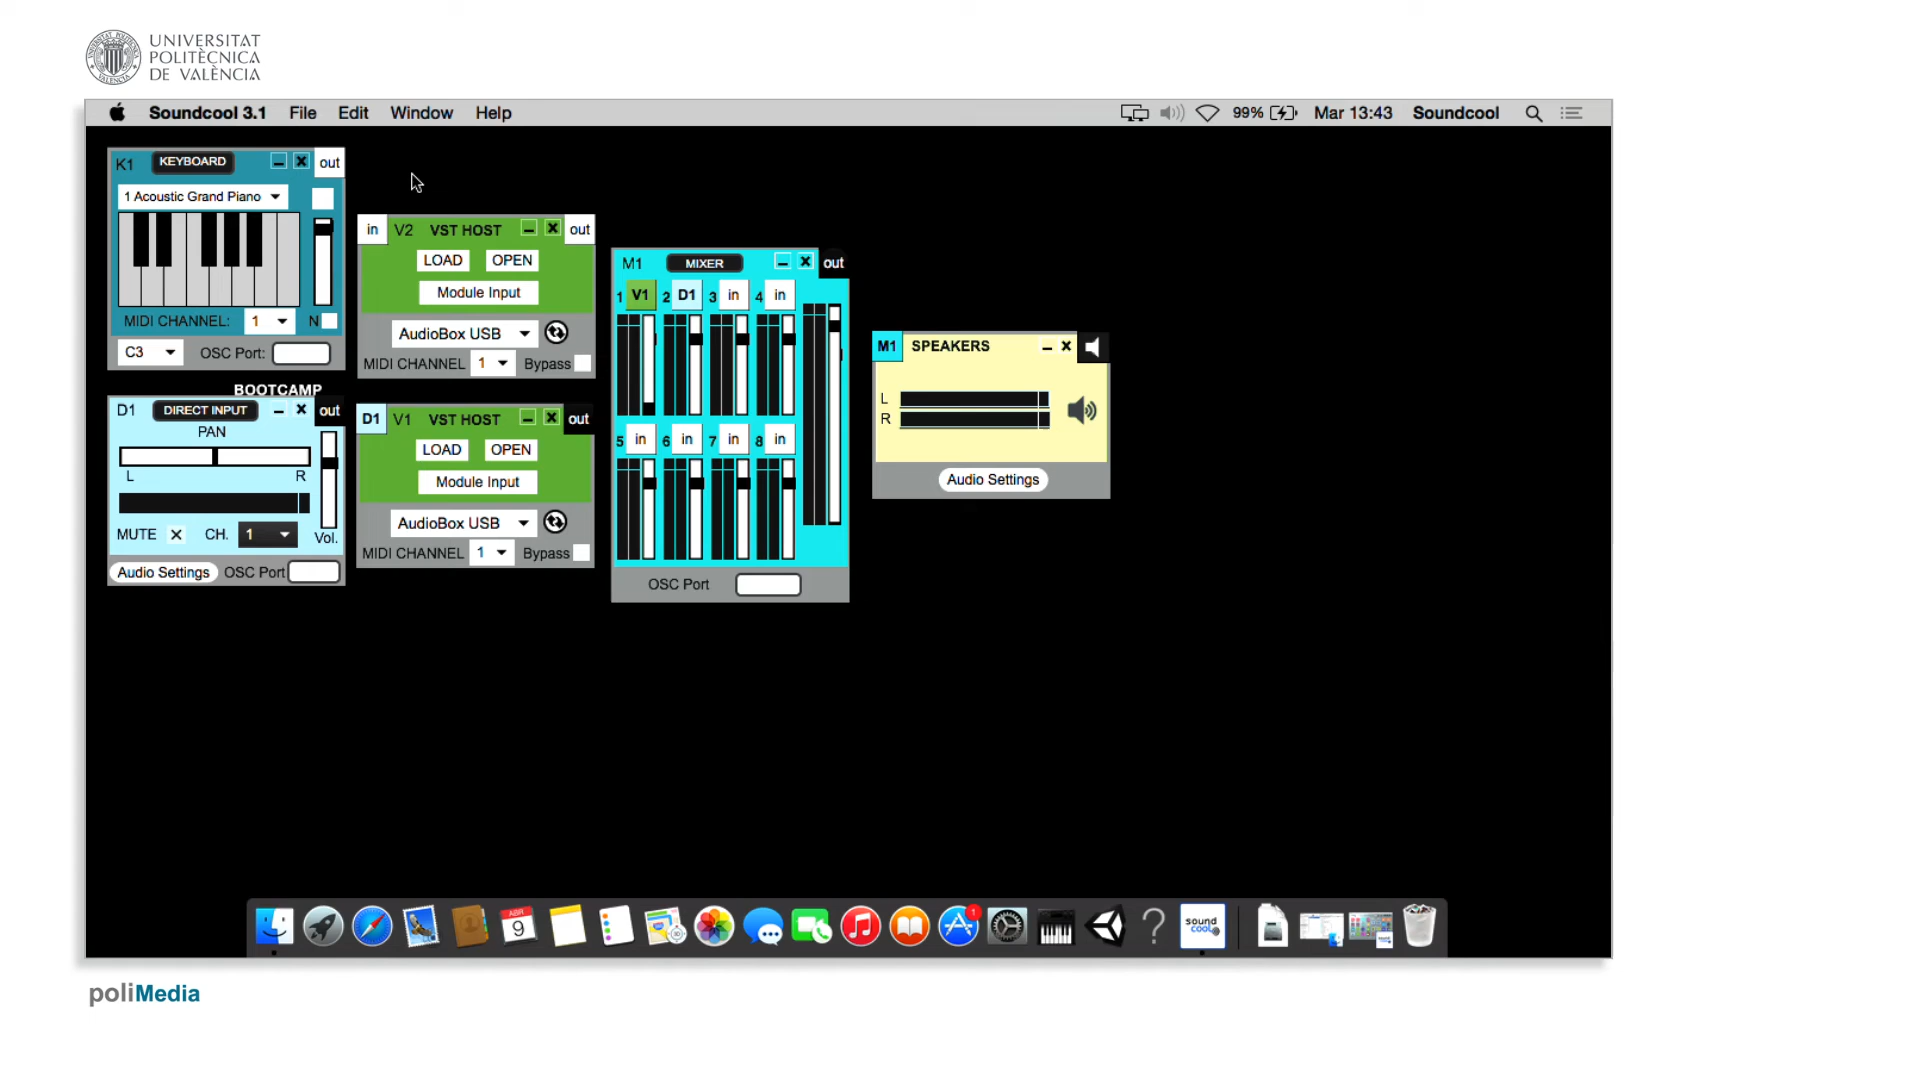 UNIVERSITAT
POLITÈCNICA
DE VALÈNCIA
Soundcool 3.1 File Edit Window Help 99% Mar 13:43 Soundcool
K1 KEYBOARD out
1 Acoustic Grand Piano
MIDI CHANNEL: 1 N
C3 OSC Port:
BOOTCAMP
D1 DIRECT INPUT out
PAN
L R
MUTE CH. 1 Vol.
Audio Settings OSC Port
in V2 VST HOST out
LOAD OPEN
Module Input
AudioBox USB
MIDI CHANNEL 1 Bypass
D1 V1 VST HOST out
LOAD OPEN
Module Input
AudioBox USB
MIDI CHANNEL 1 Bypass
M1 MIXER out
1 V1 2 D1 3 in 4 in
5 in 6 in 7 in 8 in
OSC Port
M1 SPEAKERS
L
R
Audio Settings
ABR
9
1
sound
cool
poliMedia